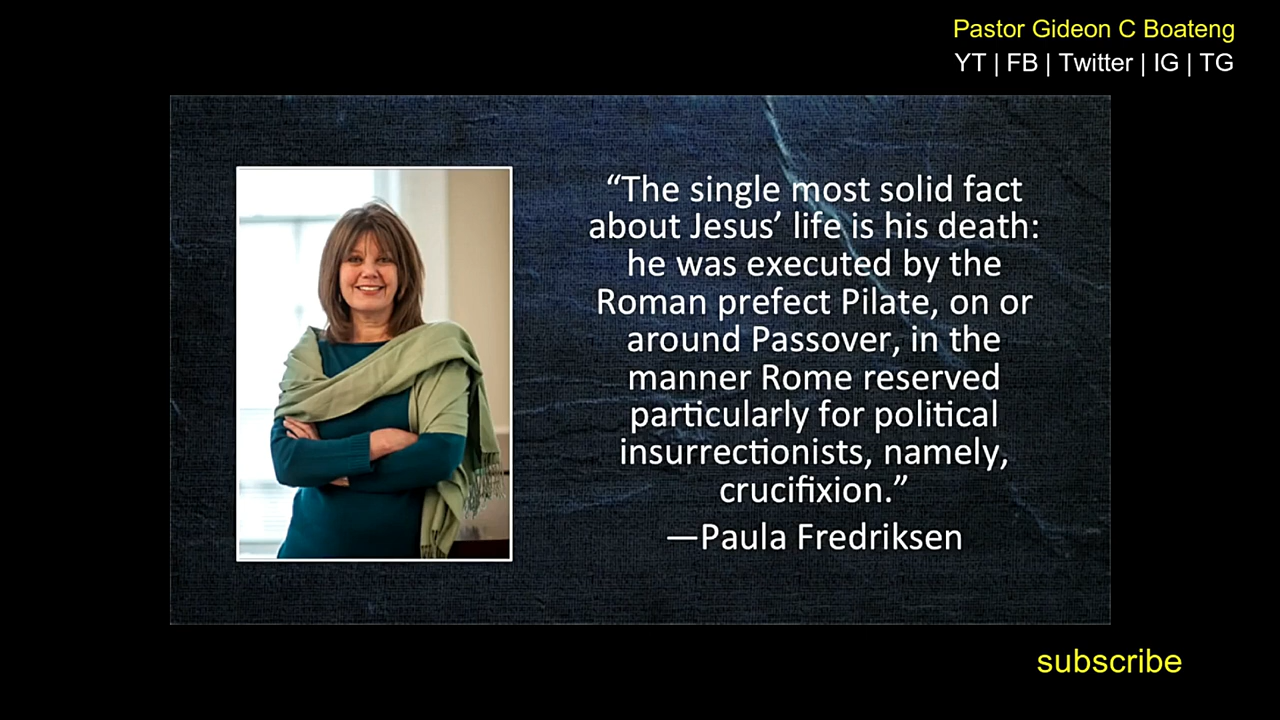 Pastor Gideon C Boateng
YT | FB | Twitter | IG | TG
“The single most solid fact
about Jesus’ life is his death:
he was executed by the
Roman prefect Pilate, on or
around Passover, in the
manner Rome reserved
particularly for political
insurrectionists, namely,
crucifixion.”
—Paula Fredriksen
subscribe